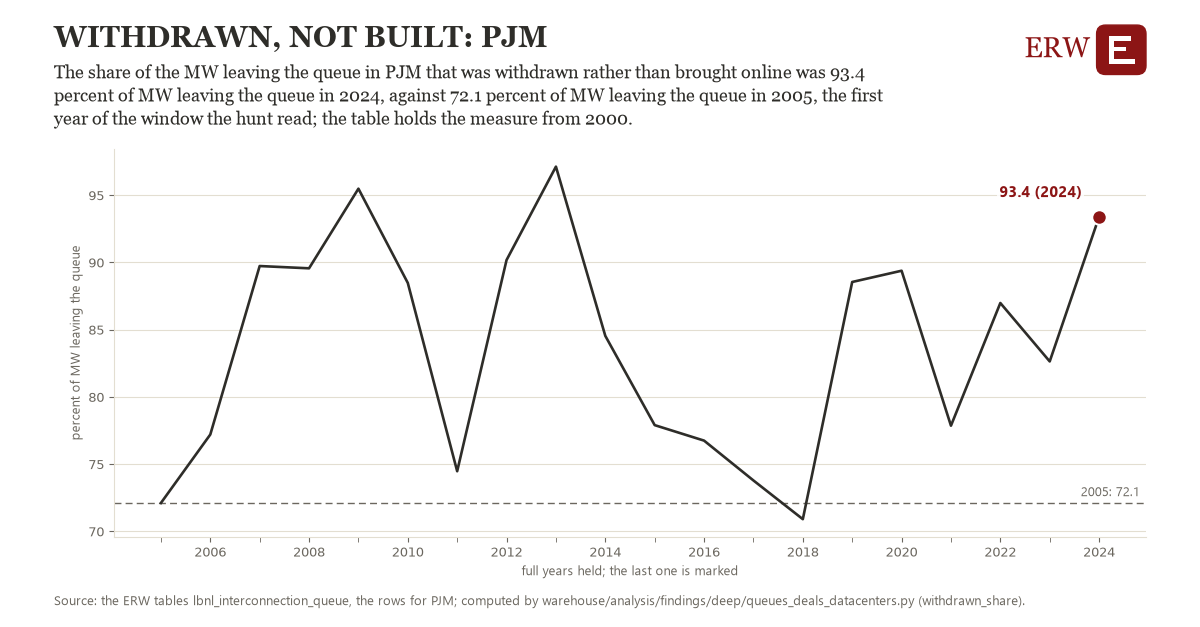 WITHDRAWN, NOT BUILT: PJM
ERW E
The share of the MW leaving the queue in PJM that was withdrawn rather than brought online was 93.4
percent of MW leaving the queue in 2024, against 72.1 percent of MW leaving the queue in 2005, the first
year of the window the hunt read; the table holds the measure from 2000.
percent of MW leaving the queue
95
90
85
80
75
70
93.4 (2024)
2005: 72.1
2006 2008 2010 2012 2014 2016 2018 2020 2022 2024
full years held; the last one is marked
Source: the ERW tables lbnl_interconnection_queue, the rows for PJM; computed by warehouse/analysis/findings/deep/queues_deals_datacenters.py (withdrawn_share).